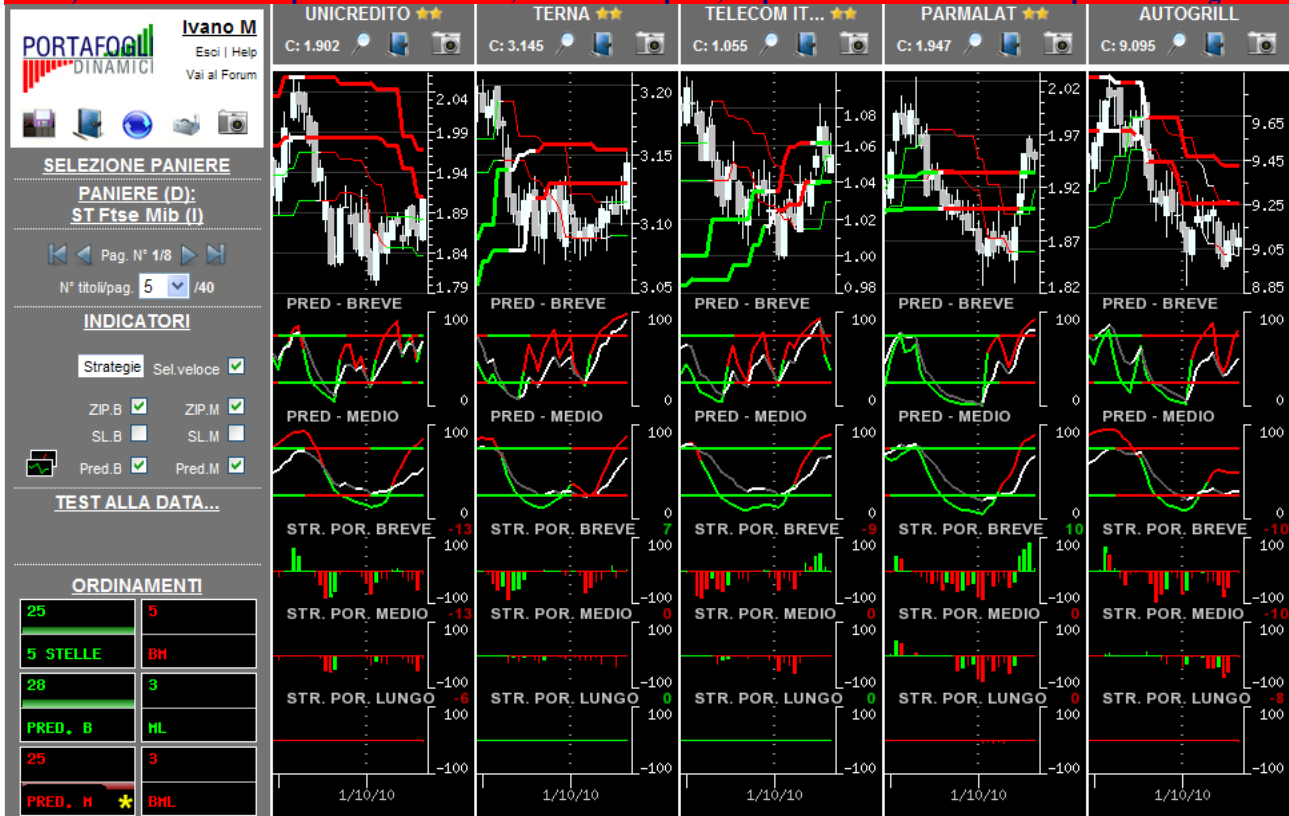 PORTAFOGLI
DINAMICI
Ivano M
Esci | Help
Vai al Forum
SELEZIONE PANIERE
PANIERE (D):
ST Ftse Mib (I)
Pag. N° 1/8
N° titoli/pag. 5 /40
INDICATORI
Strategie Sel.veloce
ZIP.B ZIP.M
SL.B SL.M
Pred.B Pred.M
TEST ALLA DATA...
ORDINAMENTI
25 5
5 STELLE BM
28 3
PRED. B ML
25 3
PRED. M * BML
UNICREDITO
C: 1.902
2.04
1.99
1.94
1.89
1.84
1.79
PRED - BREVE
100
0
PRED - MEDIO
100
0
STR. POR. BREVE -13
100
-100
STR. POR. MEDIO -13
100
-100
STR. POR. LUNGO -6
100
-100
1/10/10
TERNA
C: 3.145
3.20
3.15
3.10
3.05
PRED - BREVE
100
0
PRED - MEDIO
100
0
STR. POR. BREVE 7
100
-100
STR. POR. MEDIO 0
100
-100
STR. POR. LUNGO 0
100
-100
1/10/10
TELECOM IT...
C: 1.055
1.08
1.06
1.04
1.02
1.00
0.98
PRED - BREVE
100
0
PRED - MEDIO
100
0
STR. POR. BREVE -9
100
-100
STR. POR. MEDIO 0
100
-100
STR. POR. LUNGO 0
100
-100
1/10/10
PARMALAT
C: 1.947
2.02
1.97
1.92
1.87
1.82
PRED - BREVE
100
0
PRED - MEDIO
100
0
STR. POR. BREVE 10
100
-100
STR. POR. MEDIO 0
100
-100
STR. POR. LUNGO 0
100
-100
1/10/10
AUTOGRILL
C: 9.095
9.65
9.45
9.25
9.05
8.85
PRED - BREVE
100
0
PRED - MEDIO
100
0
STR. POR. BREVE -10
100
-100
STR. POR. MEDIO -10
100
-100
STR. POR. LUNGO -8
100
-100
1/10/10